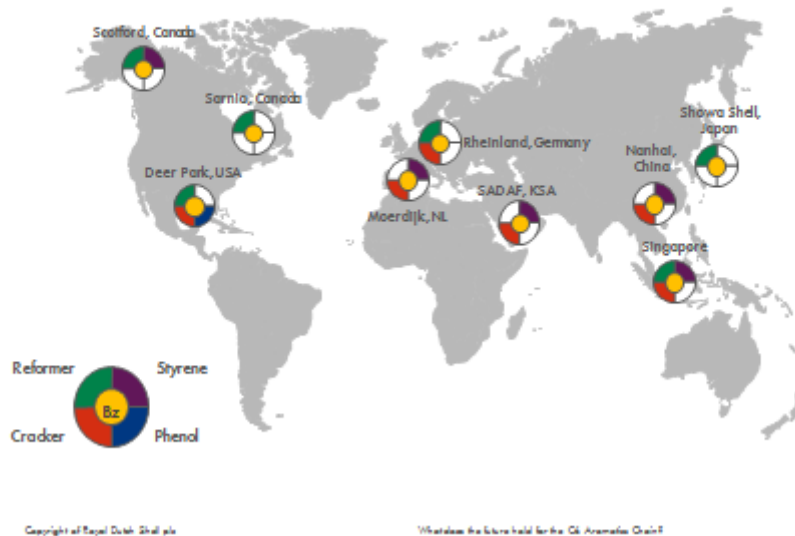 Scotford, Canada
Sarnia, Canada
Deer Park, USA
Rheinland, Germany
Moerdijk, NL
SADAF, KSA
Showa Shell,
Japan
Nanhai,
China
Singapore
Reformer
Styrene
Bz
Cracker
Phenol
Copyright of Royal Dutch Shell plc
What does the future hold for the C6 Aromatics Chain?